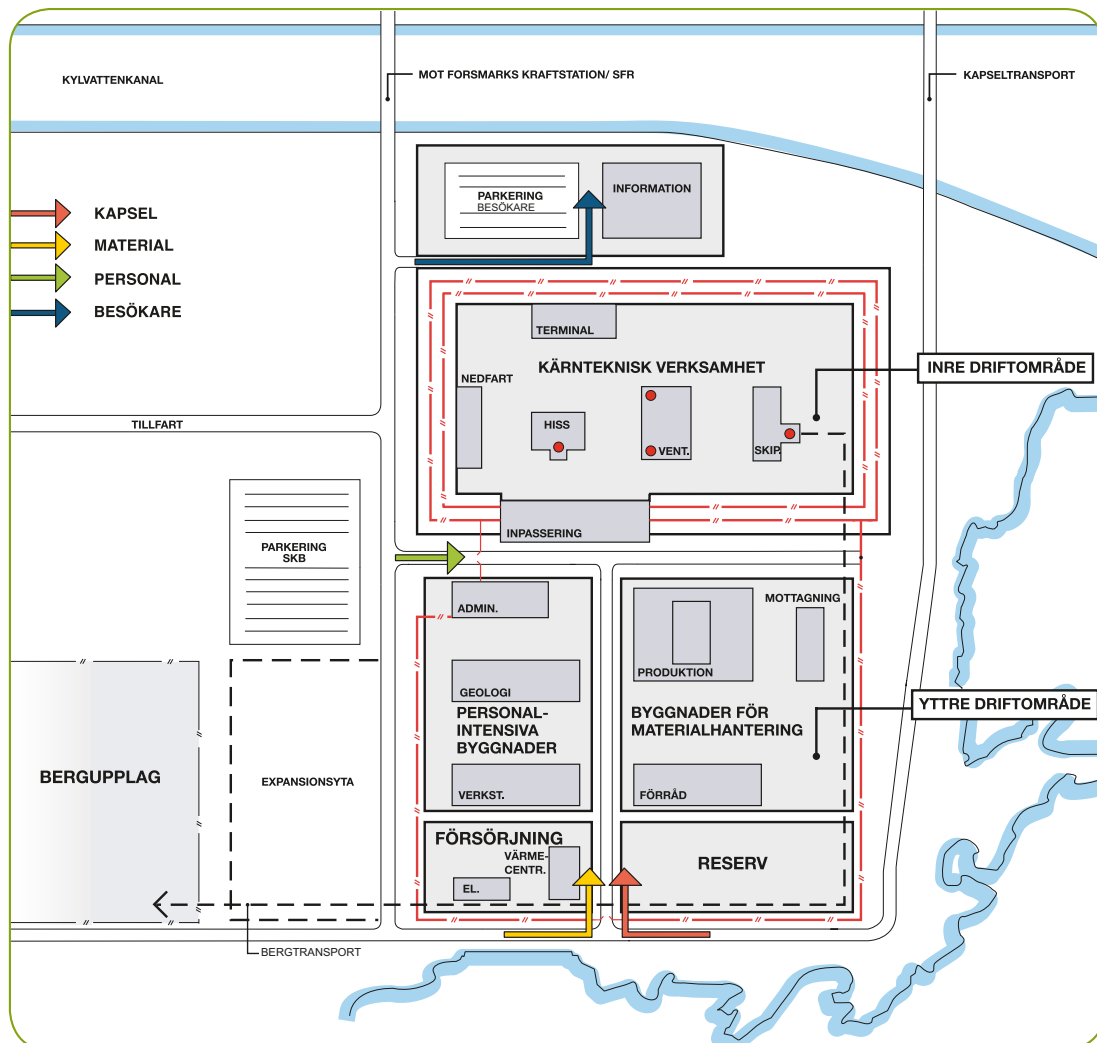 KYLVATTENKANAL
MOT FORSMARKS KRAFTSTATION/ SFR
KAPSELTRANSPORT
KAPSEL
MATERIAL
PERSONAL
BESÖKARE
PARKERING
BESÖKARE
INFORMATION
TERMINAL
KÄRNTEKNISK VERKSAMHET
INRE DRIFTOMRÅDE
NEDFART
HISS
VENT.
SKIP.
TILLFART
INPASSERING
PARKERING
SKB
ADMIN.
MOTTAGNING
PRODUKTION
GEOLOGI
PERSONAL-
INTENSIVA
BYGGNADER
BYGGNADER FÖR
MATERIALHANTERING
YTTRE DRIFTOMRÅDE
BERGUPPLAG
EXPANSIONSYTA
VERKST.
FÖRRÅD
FÖRSÖRJNING
VÄRME-
CENTR.
EL.
RESERV
BERGTRANSPORT